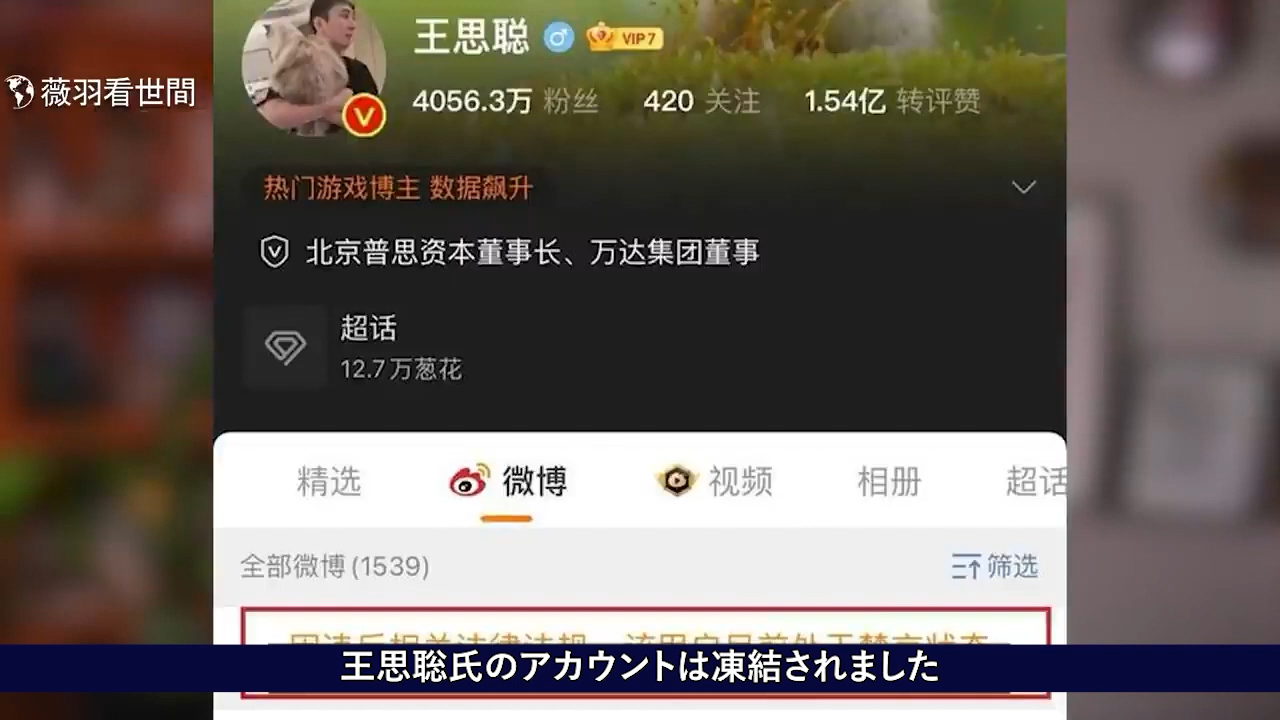 王思聪 VIP 7
薇羽看世間
4056.3万 粉丝 420 关注 1.54亿 转评赞
热门游戏博主 数据飙升
北京普思资本董事长、万达集团董事
超话
12.7万葱花
精选 微博 视频 相册 超话
全部微博 (1539) 筛选
王思聪氏のアカウントは凍結されました